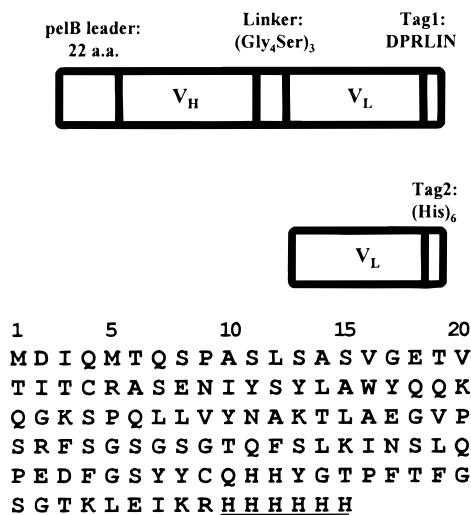 pelB leader:
22 a.a.
Linker:
(Gly4Ser)3
Tag1:
DPRLIN
VH
VL
Tag2:
(His)6
VL
1 5 10 15 20
M D I Q M T Q S P A S L S A S V G E T V
T I T C R A S E N I Y S Y L A W Y Q Q K
Q G K S P Q L L V Y N A K T L A E G V P
S R F S G S G S G T Q F S L K I N S L Q
P E D F G S Y Y C Q H H Y G T P F T F G
S G T K L E I K R H H H H H H